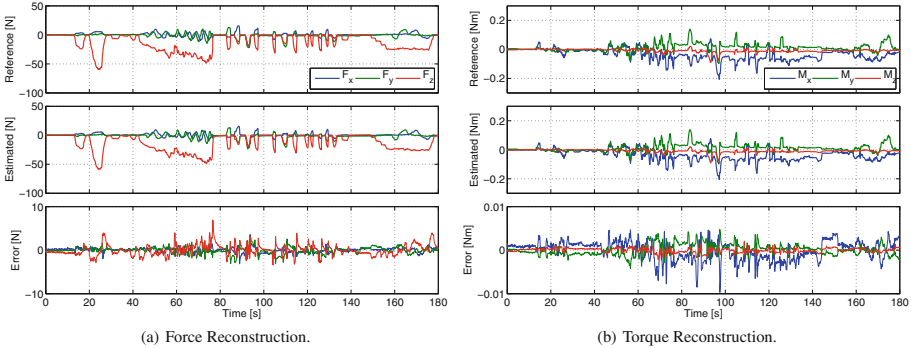 50
0
−50
−100
Reference [N]
F_x F_y F_z
50
0
−50
−100
Estimated [N]
10
0
−10
Error [N]
0 20 40 60 80 100 120 140 160 180
Time [s]
(a) Force Reconstruction.
0.2
0
−0.2
Reference [Nm]
M_x M_y M_z
0.2
0
−0.2
Estimated [Nm]
0.01
0
−0.01
Error [Nm]
0 20 40 60 80 100 120 140 160 180
Time [s]
(b) Torque Reconstruction.